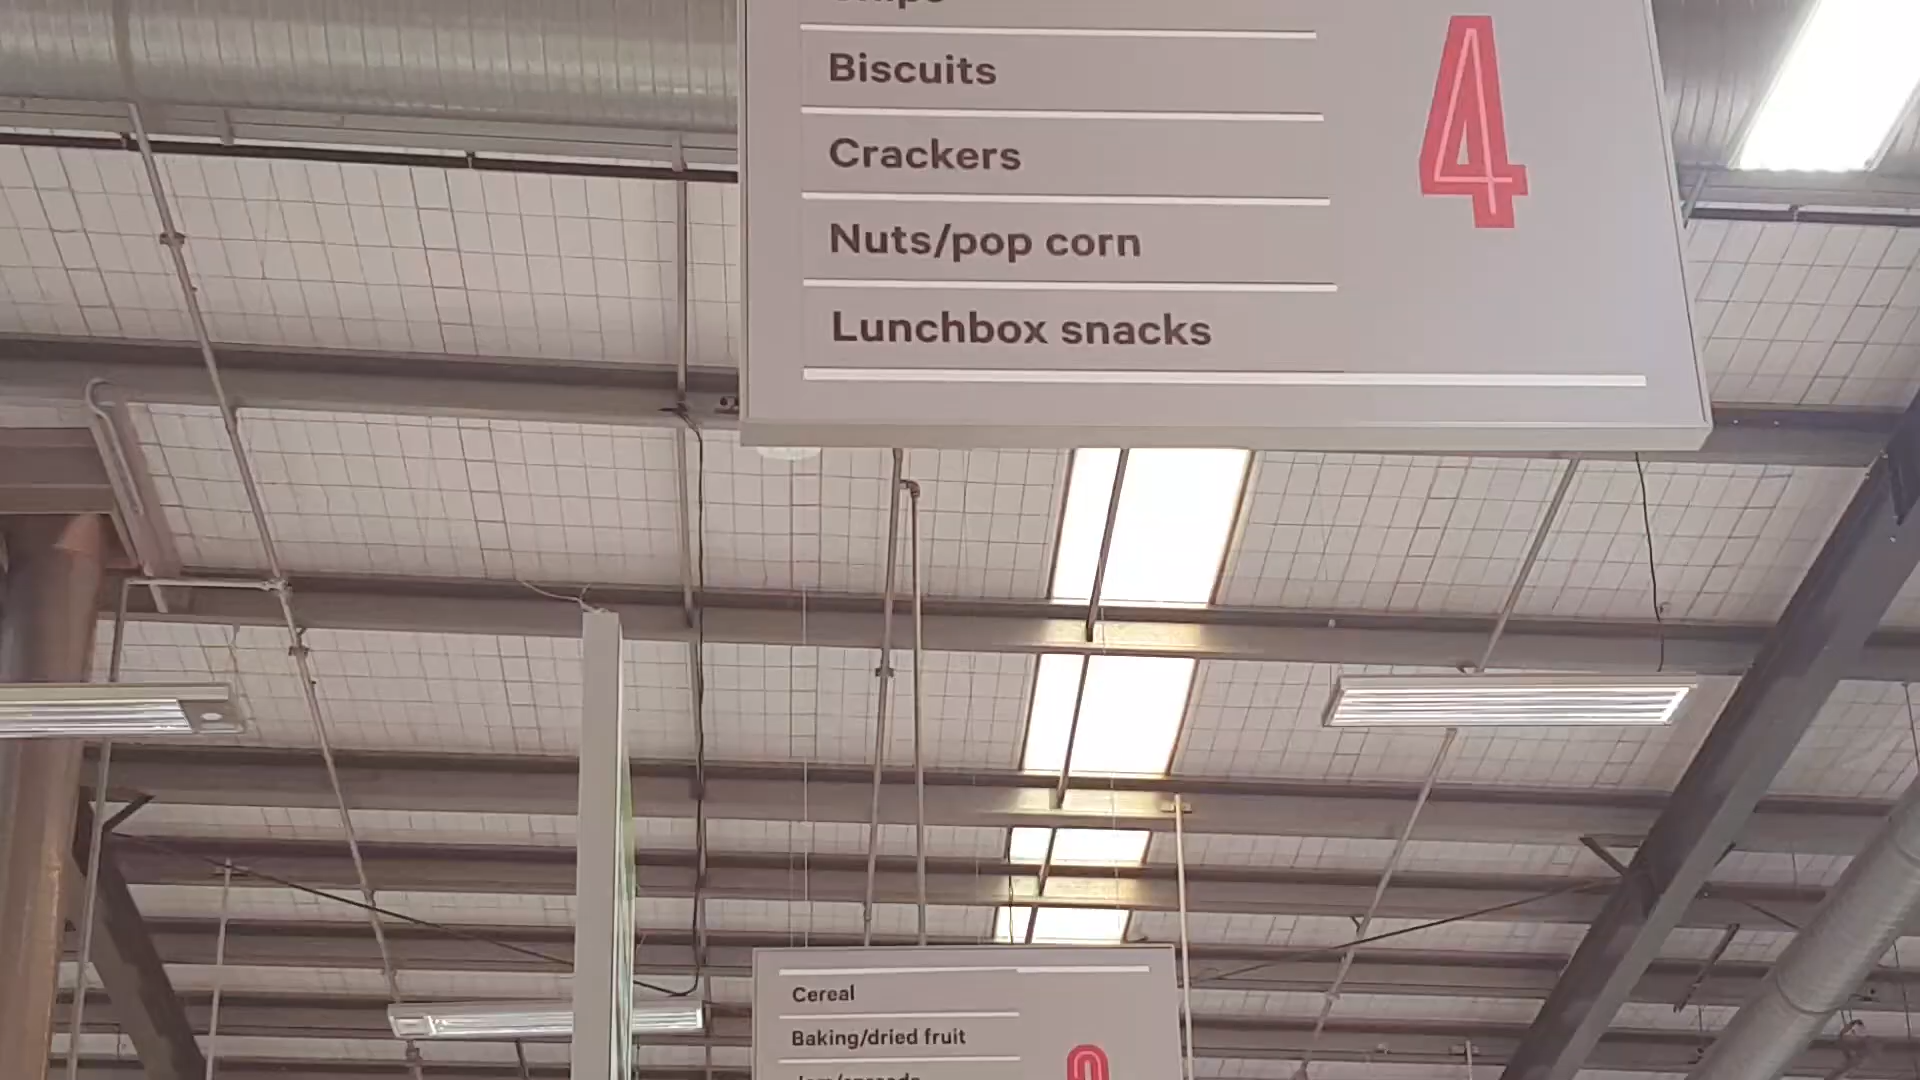 Biscuits
Crackers
Nuts/pop corn
Lunchbox snacks
4
Cereal
Baking/dried fruit